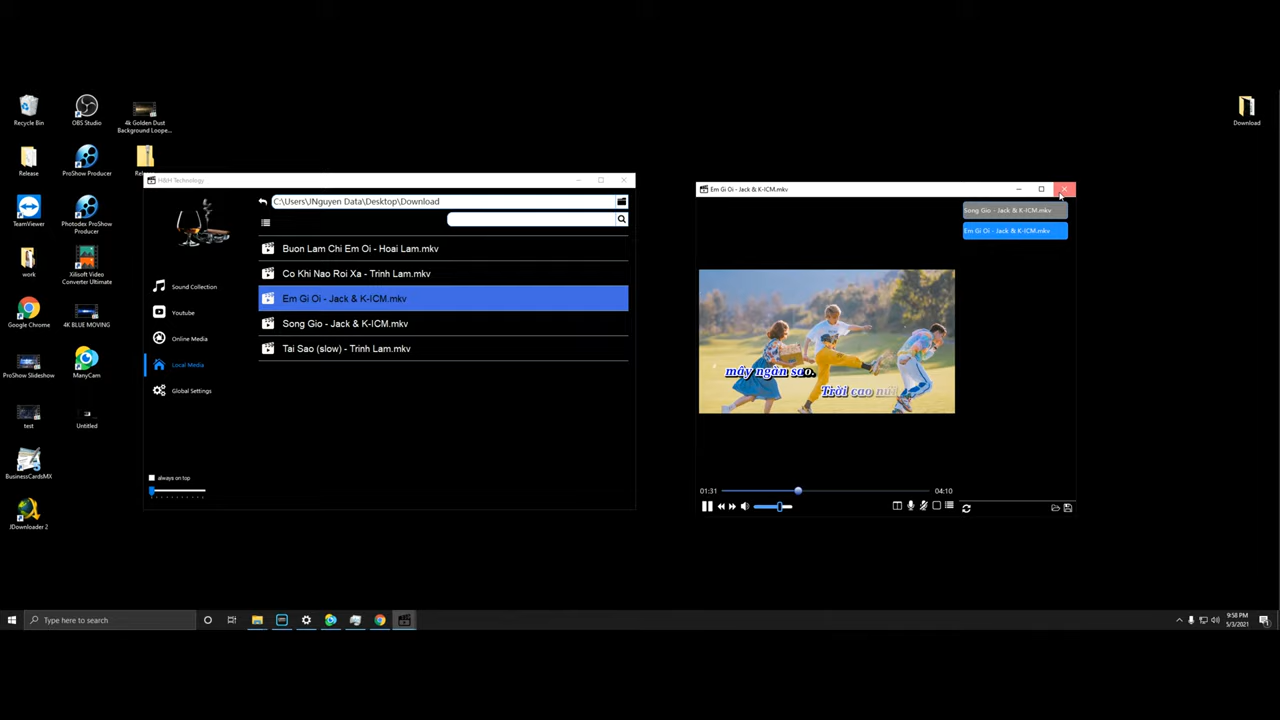 Recycle Bin
OBS Studio
4k Golden Dust
Background Loope...
Release
ProShow Producer
TeamViewer
Photodex ProShow
Producer
work
Xilisoft Video
Converter Ultimate
Google Chrome
4K BLUE MOVING
ProShow Slideshow
ManyCam
test
Untitled
BusinessCardsMX
JDownloader 2
Download
H&H Technology
C:\Users\JNguyen Data\Desktop\Download
Sound Collection
Youtube
Online Media
Local Media
Global Settings
always on top
Buon Lam Chi Em Oi - Hoai Lam.mkv
Co Khi Nao Roi Xa - Trinh Lam.mkv
Em Gi Oi - Jack & K-ICM.mkv
Song Gio - Jack & K-ICM.mkv
Tai Sao (slow) - Trinh Lam.mkv
Em Gi Oi - Jack & K-ICM.mkv
Song Gio - Jack & K-ICM.mkv
Em Gi Oi - Jack & K-ICM.mkv
mấy ngàn sao.
Trời cao núi
01:31
04:10
Type here to search
9:58 PM
5/3/2021